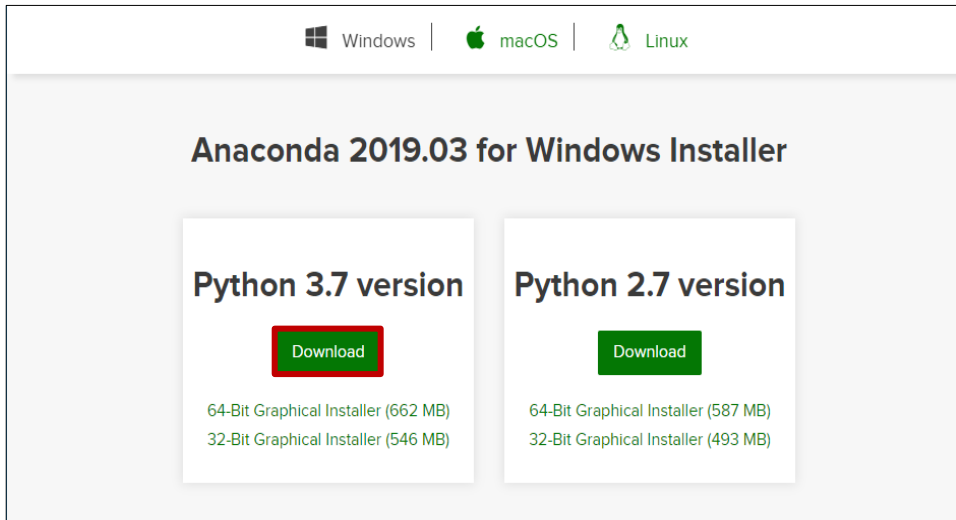 Windows macOS Linux
Anaconda 2019.03 for Windows Installer
Python 3.7 version
Download
64-Bit Graphical Installer (662 MB)
32-Bit Graphical Installer (546 MB)
Python 2.7 version
Download
64-Bit Graphical Installer (587 MB)
32-Bit Graphical Installer (493 MB)